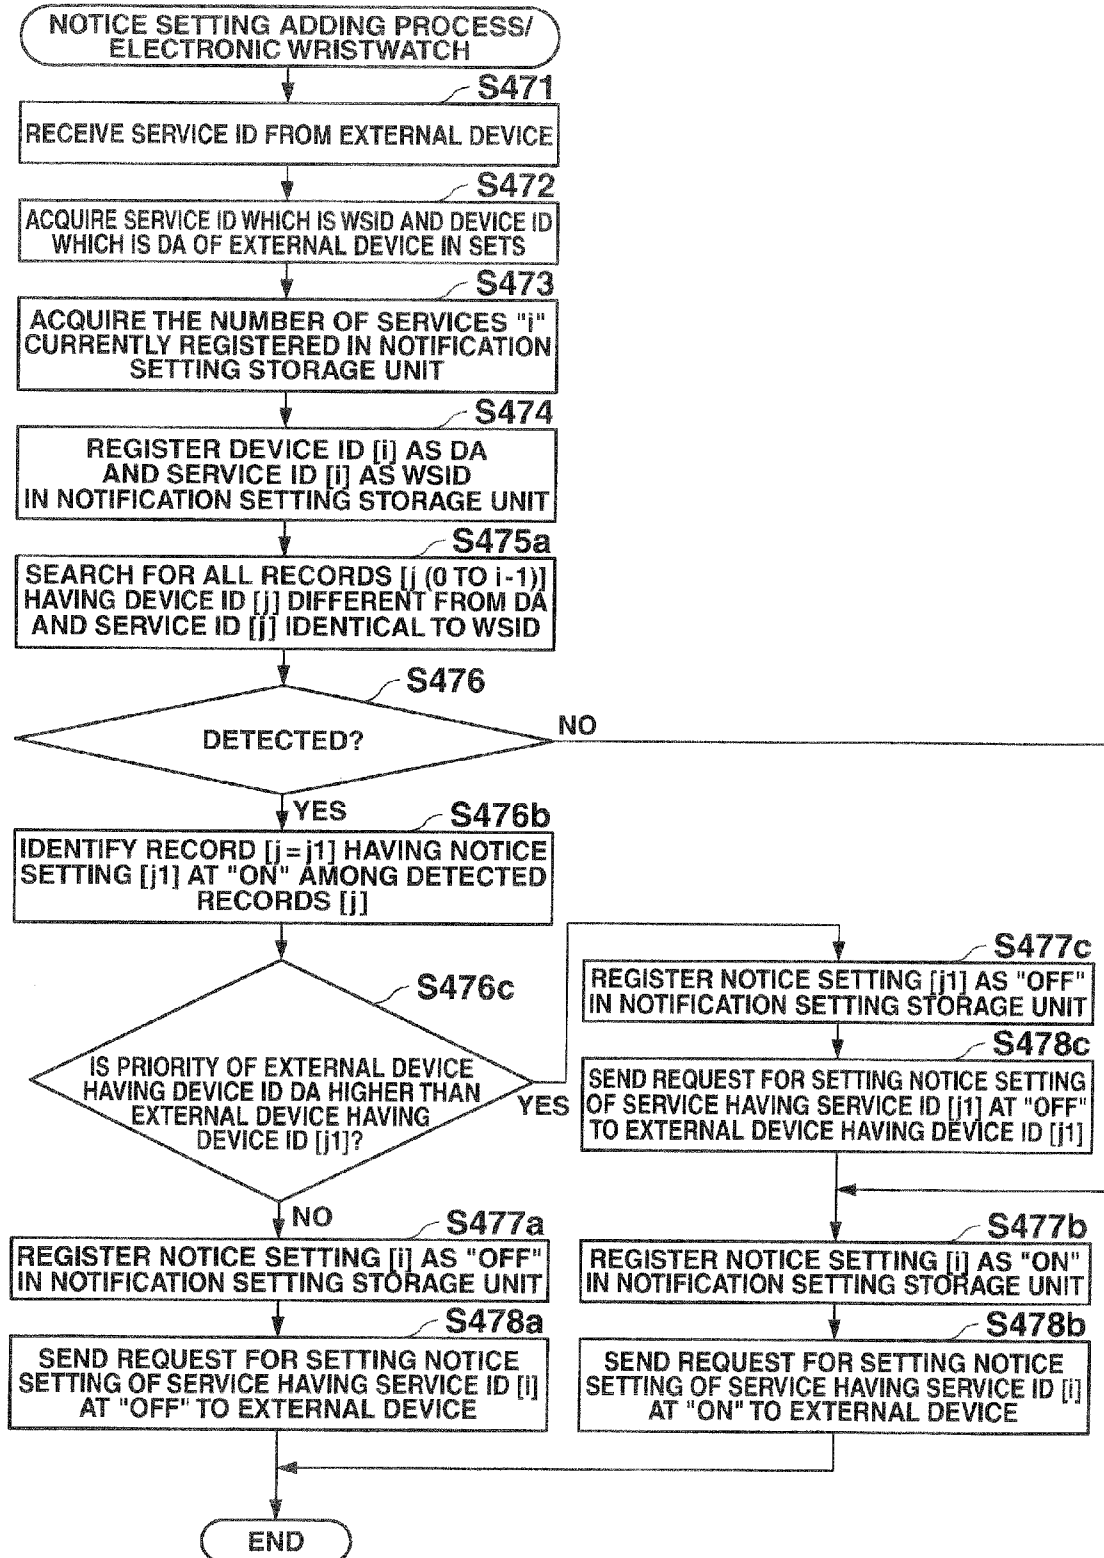 NOTICE SETTING ADDING PROCESS/
ELECTRONIC WRISTWATCH
S471
RECEIVE SERVICE ID FROM EXTERNAL DEVICE
S472
ACQUIRE SERVICE ID WHICH IS WSID AND DEVICE ID
WHICH IS DA OF EXTERNAL DEVICE IN SETS
S473
ACQUIRE THE NUMBER OF SERVICES "i"
CURRENTLY REGISTERED IN NOTIFICATION
SETTING STORAGE UNIT
S474
REGISTER DEVICE ID [i] AS DA
AND SERVICE ID [i] AS WSID
IN NOTIFICATION SETTING STORAGE UNIT
S475a
SEARCH FOR ALL RECORDS [j (0 TO i-1)]
HAVING DEVICE ID [j] DIFFERENT FROM DA
AND SERVICE ID [j] IDENTICAL TO WSID
S476
DETECTED?
NO
YES
S476b
IDENTIFY RECORD [j=j1] HAVING NOTICE
SETTING [j1] AT "ON" AMONG DETECTED
RECORDS [j]
S476c
IS PRIORITY OF EXTERNAL DEVICE
HAVING DEVICE ID DA HIGHER THAN
EXTERNAL DEVICE HAVING
DEVICE ID [j1]?
YES
NO
S477c
REGISTER NOTICE SETTING [j1] AS "OFF"
IN NOTIFICATION SETTING STORAGE UNIT
S478c
SEND REQUEST FOR SETTING NOTICE SETTING
OF SERVICE HAVING SERVICE ID [j1] AT "OFF"
TO EXTERNAL DEVICE HAVING DEVICE ID [j1]
S477a
REGISTER NOTICE SETTING [i] AS "OFF"
IN NOTIFICATION SETTING STORAGE UNIT
S478a
SEND REQUEST FOR SETTING NOTICE
SETTING OF SERVICE HAVING SERVICE ID [i]
AT "OFF" TO EXTERNAL DEVICE
S477b
REGISTER NOTICE SETTING [i] AS "ON"
IN NOTIFICATION SETTING STORAGE UNIT
S478b
SEND REQUEST FOR SETTING NOTICE
SETTING OF SERVICE HAVING SERVICE ID [i]
AT "ON" TO EXTERNAL DEVICE
END